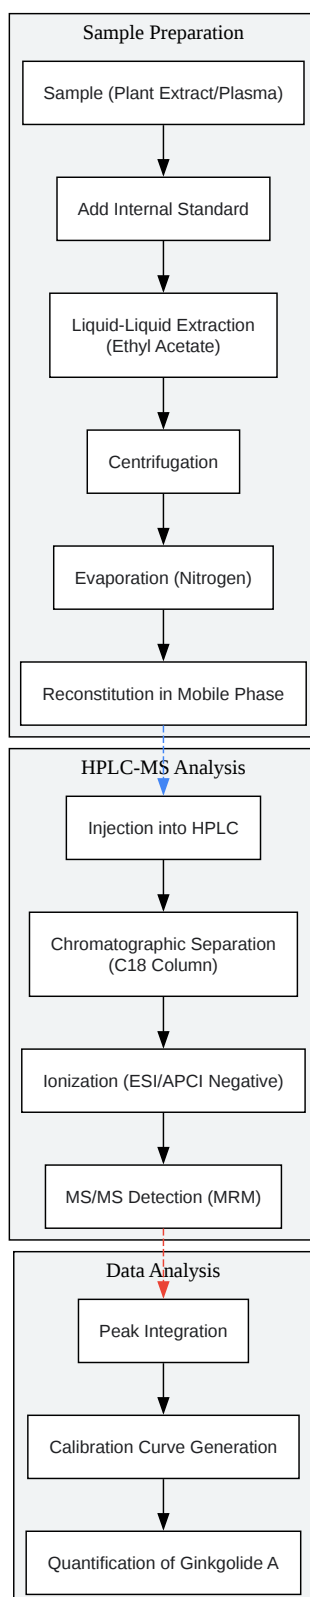 Sample Preparation
Sample (Plant Extract/Plasma)
Add Internal Standard
Liquid-Liquid Extraction
(Ethyl Acetate)
Centrifugation
Evaporation (Nitrogen)
Reconstitution in Mobile Phase
HPLC-MS Analysis
Injection into HPLC
Chromatographic Separation
(C18 Column)
Ionization (ESI/APCI Negative)
MS/MS Detection (MRM)
Data Analysis
Peak Integration
Calibration Curve Generation
Quantification of Ginkgolide A